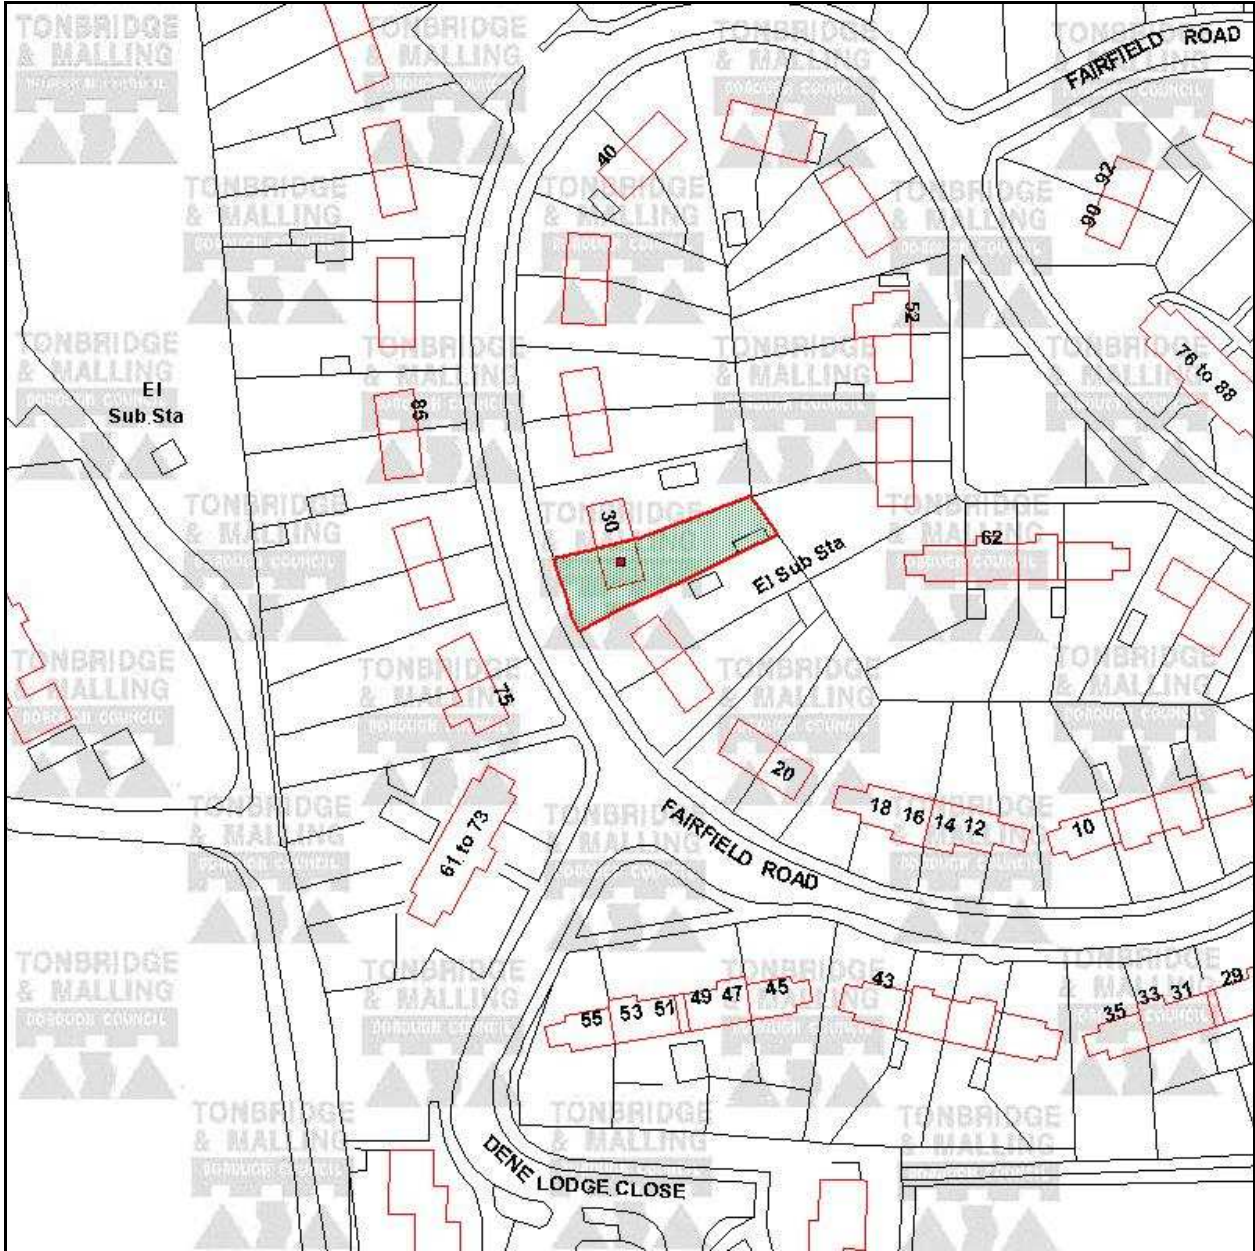 TONBRIDGE
& MALLING
BOROUGH COUNCIL
FAIRFIELD ROAD
40
92
90
52
76 to 88
El
Sub Sta
85
30
62
El Sub Sta
75
20
18 16 14 12
10
61 to 73
FAIRFIELD ROAD
43
55 53 51 49 47 45
35 33 31 29
DENE LODGE CLOSE